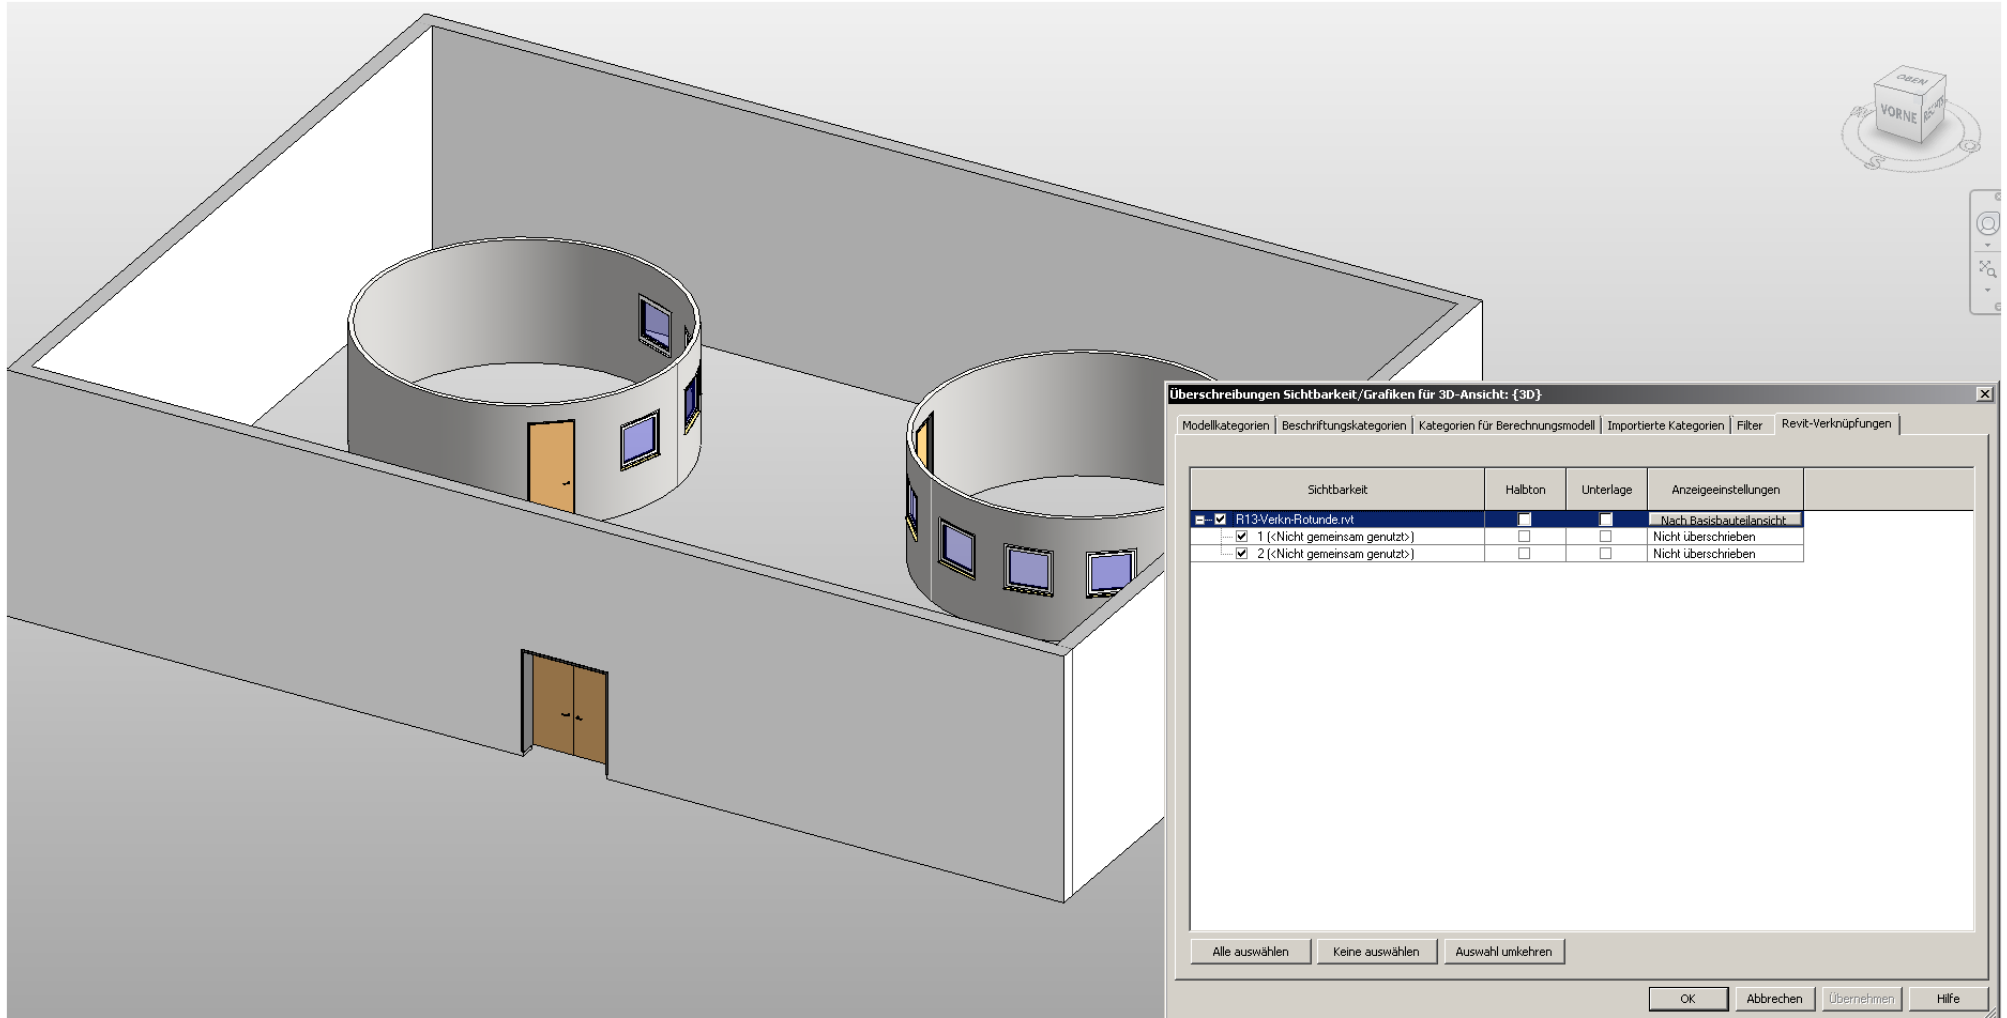 OBEN
VORNE
RECHTS
S
O
Überschreibungen Sichtbarkeit/Grafiken für 3D-Ansicht: {3D}
Modellkategorien Beschriftungskategorien Kategorien für Berechnungsmodell Importierte Kategorien Filter Revit-Verknüpfungen
Sichtbarkeit Halbton Unterlage Anzeigeeinstellungen
R13-Verkn-Rotunde.rvt Nach Basisbauteilansicht
1 (<Nicht gemeinsam genutzt>) Nicht überschrieben
2 (<Nicht gemeinsam genutzt>) Nicht überschrieben
Alle auswählen Keine auswählen Auswahl umkehren
OK Abbrechen Übernehmen Hilfe